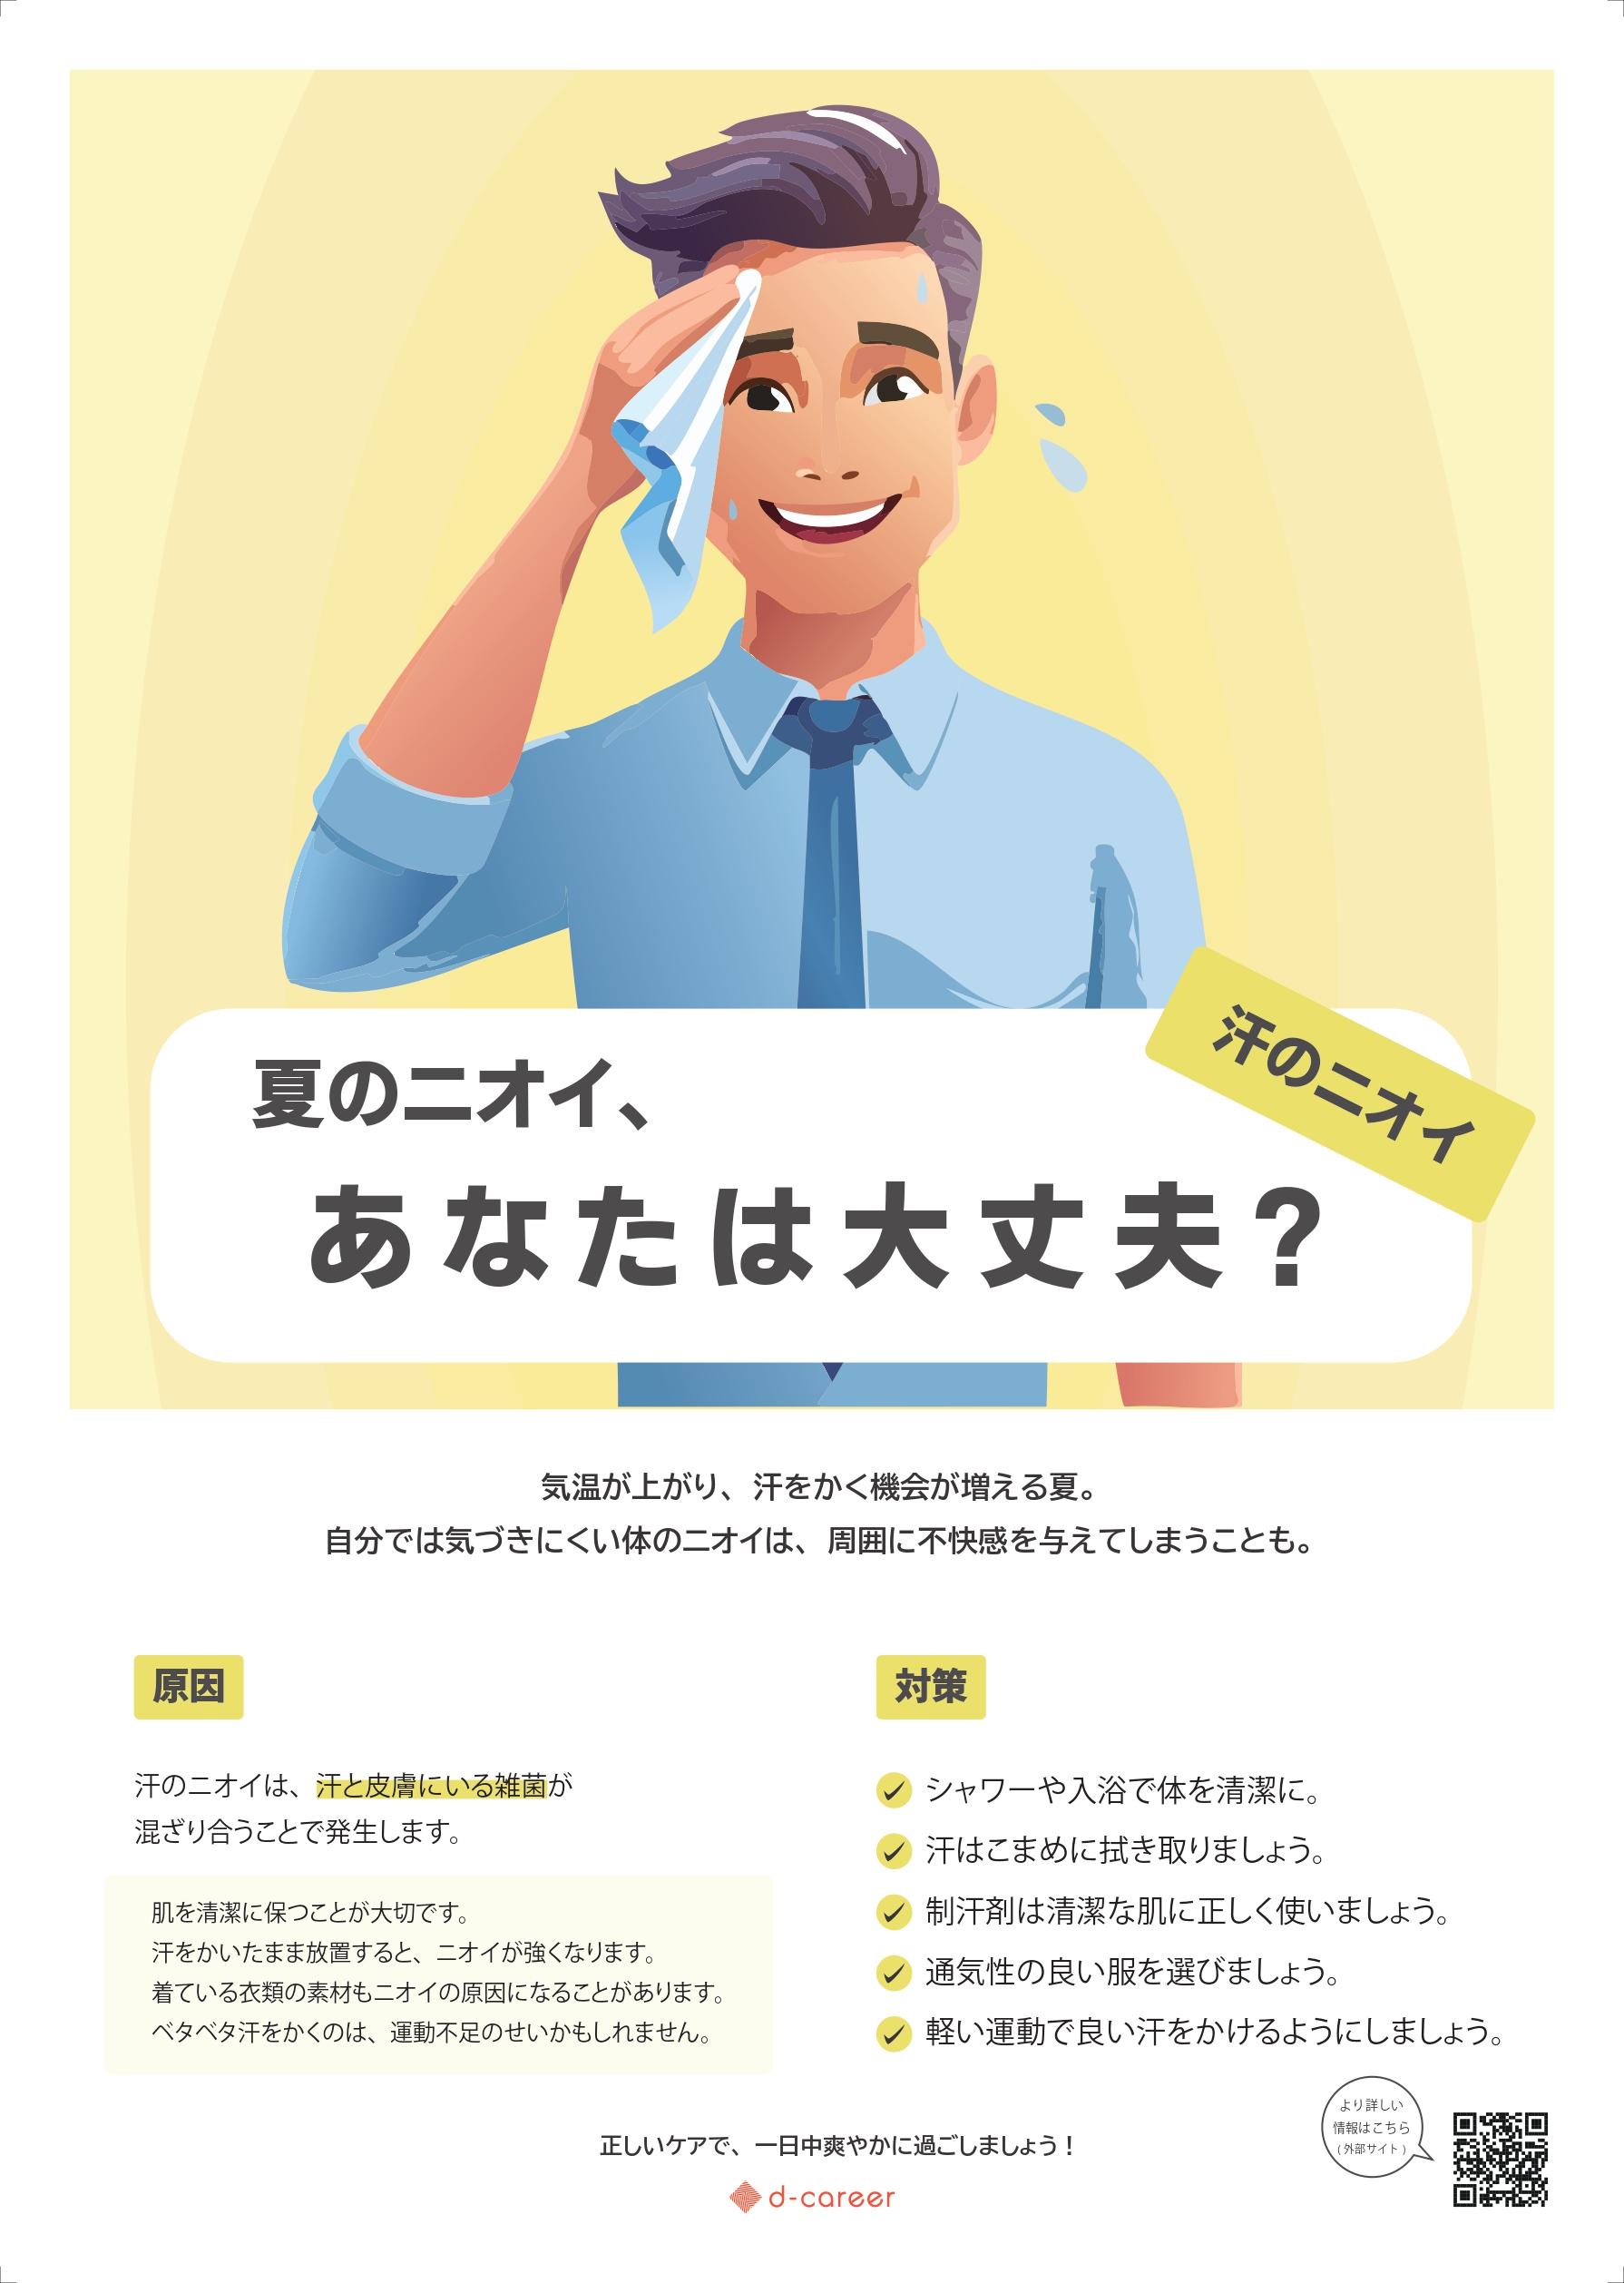 夏のニオイ、
汗のニオイ
あなたは大丈夫?
気温が上がり、汗をかく機会が増える夏。
自分では気づきにくい体のニオイは、周囲に不快感を与えてしまうことも。
原因
汗のニオイは、汗と皮膚にいる雑菌が
混ざり合うことで発生します。
肌を清潔に保つことが大切です。
汗をかいたまま放置すると、ニオイが強くなります。
着ている衣類の素材もニオイの原因になることがあります。
ベタベタ汗をかくのは、運動不足のせいかもしれません。
対策
シャワーや入浴で体を清潔に。
汗はこまめに拭き取りましょう。
制汗剤は清潔な肌に正しく使いましょう。
通気性の良い服を選びましょう。
軽い運動で良い汗をかけるようにしましょう。
より詳しい
情報はこちら
(外部サイト)
正しいケアで、一日中爽やかに過ごしましょう!
d-career